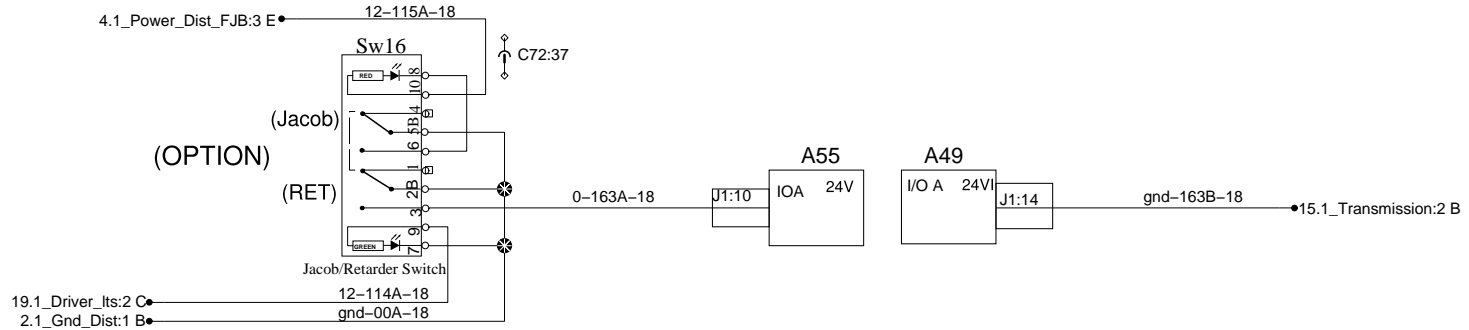 12-115A-18
4.1_Power_Dist_FJB:3 E
Sw16
C72:37
RED
8
10
4
(Jacob)
5B
6
(OPTION)
1
A55
A49
(RET)
2B
0-163A-18
J1:10
IOA
24V
I/O A
24VI
J1:14
gnd-163B-18
3
15.1_Transmission:2 B
9
GREEN
7
Jacob/Retarder Switch
12-114A-18
19.1_Driver_lts:2 C
gnd-00A-18
2.1_Gnd_Dist:1 B